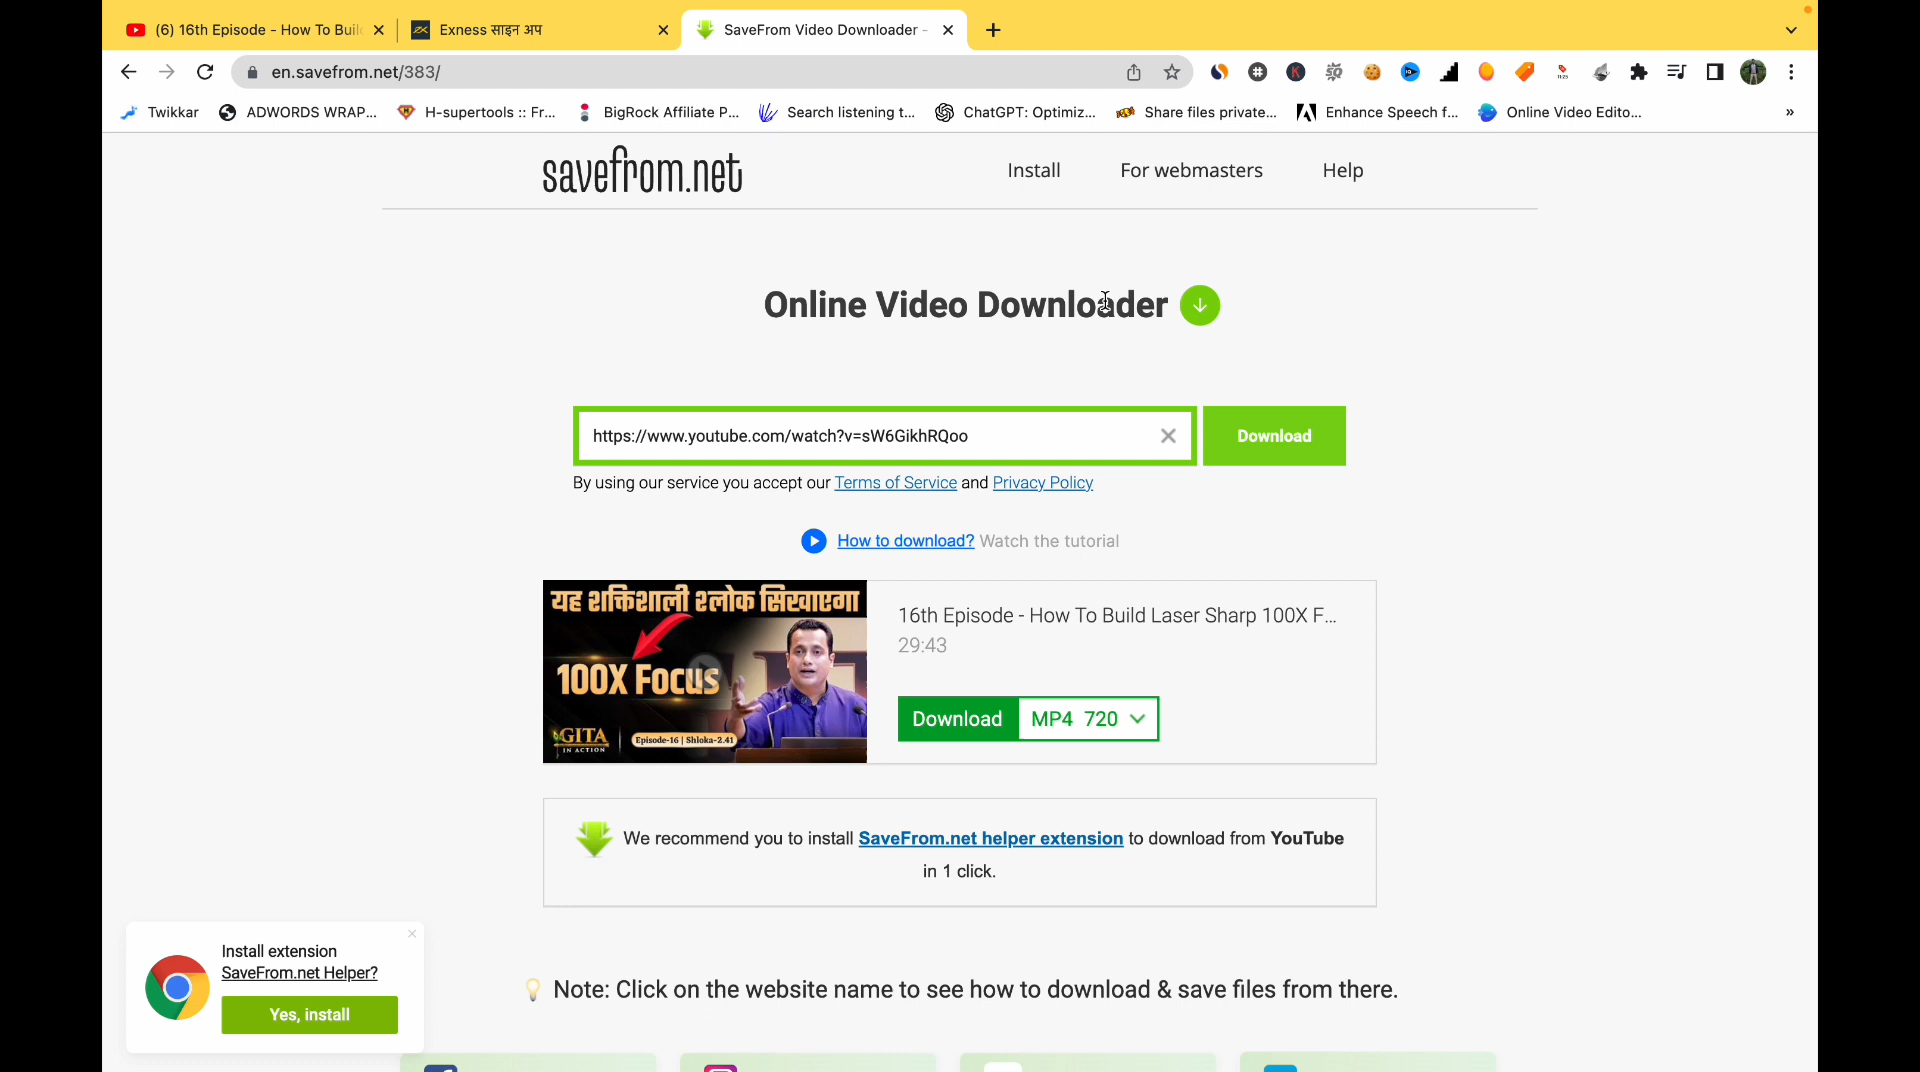 (6) 16th Episode - How To Buil
Exness साइन अप
SaveFrom Video Downloader -
en.savefrom.net/383/
Twikkar
ADWORDS WRAP...
H-supertools :: Fr...
BigRock Affiliate P...
Search listening t...
ChatGPT: Optimiz...
Share files private...
Enhance Speech f...
Online Video Edito...
»
savefrom.net
Install
For webmasters
Help
Online Video Downloader
https://www.youtube.com/watch?v=sW6GikhRQoo
Download
By using our service you accept our Terms of Service and Privacy Policy
How to download? Watch the tutorial
यह शक्तिशाली श्लोक सिखाएगा
100X Focus
GITA
IN ACTION
Episode-16 | Shloka-2.41
16th Episode - How To Build Laser Sharp 100X F...
29:43
Download MP4 720
We recommend you to install SaveFrom.net helper extension to download from YouTube
in 1 click.
Install extension
SaveFrom.net Helper?
Yes, install
Note: Click on the website name to see how to download & save files from there.